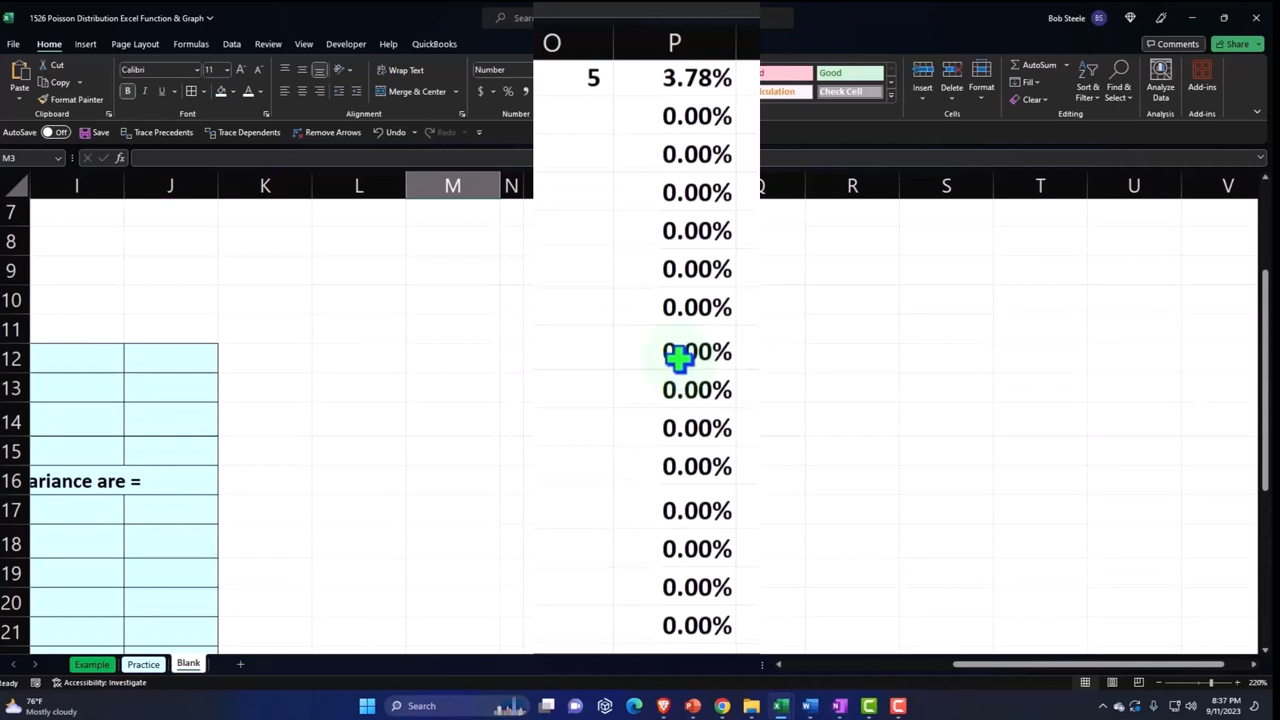 1526 Poisson Distribution Excel Function & Graph
Sear
Bob Steele
BS
File Home Insert Page Layout Formulas Data Review View Developer Help QuickBooks
Comments
Share
Cut
Copy
Format Painter
Clipboard
Calibri
11
Font
Wrap Text
Merge & Center
Alignment
Number
Number
Good
Check Cell
Insert Delete Format
Cells
AutoSum
Fill
Clear
Sort & Filter
Find & Select
Editing
Analyze Data
Add-ins
Add-ins
Autosave Off Save Trace Precedents Trace Dependents Remove Arrows Undo Redo
M3
I J K L M N O P R S T U V
5 3.78%
0.00%
0.00%
0.00%
0.00%
0.00%
0.00%
0.00%
0.00%
0.00%
0.00%
0.00%
0.00%
0.00%
0.00%
7
8
9
10
11
12
13
14
15
16 ariance are =
17
18
19
20
21
Example Practice Blank
Accessibility: Investigate
220%
76°F
Mostly cloudy
Search
8:37 PM
9/11/2023